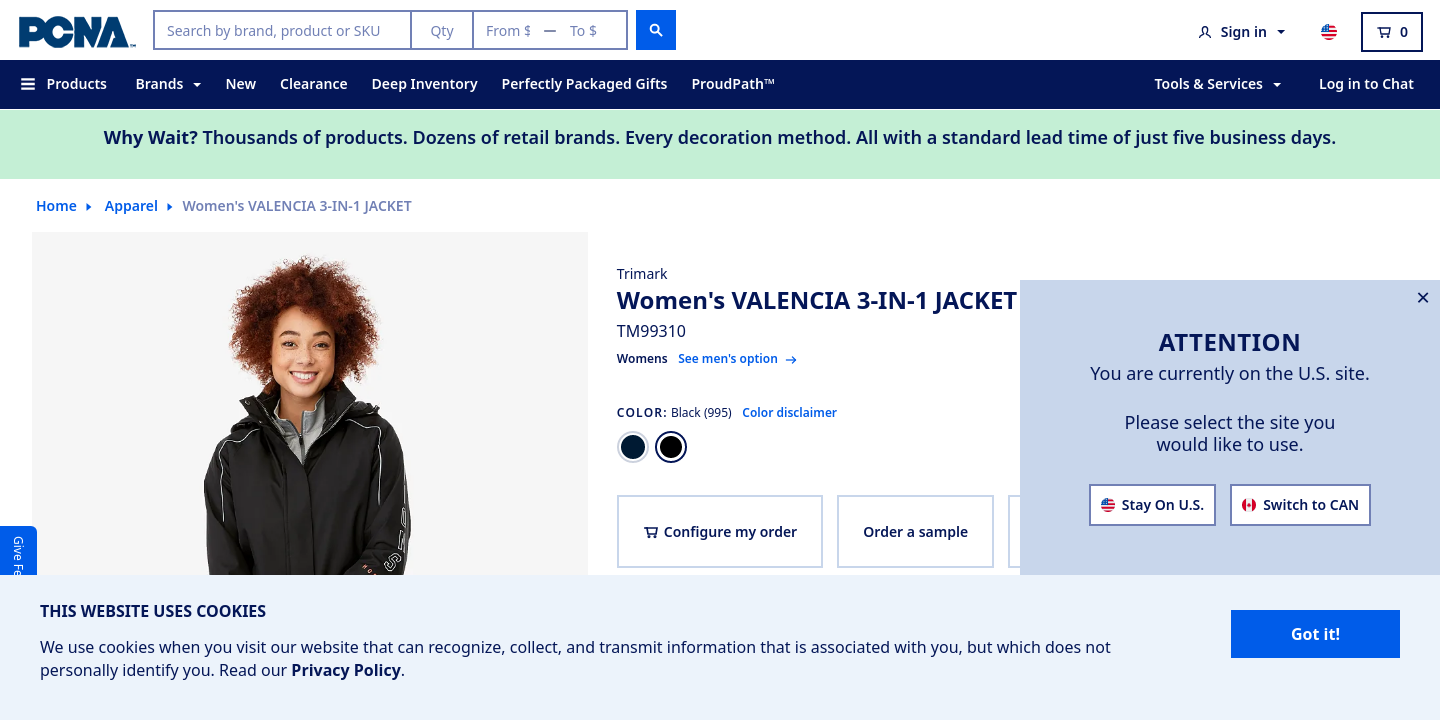 PCNA™
Search by brand, product or SKU
Qty
From $
—
To $
Sign in
0
Products
Brands
New
Clearance
Deep Inventory
Perfectly Packaged Gifts
ProudPath™
Tools & Services
Log in to Chat
Why Wait? Thousands of products. Dozens of retail brands. Every decoration method. All with a standard lead time of just five business days.
Home
Apparel
Women's VALENCIA 3-IN-1 JACKET
Trimark
Women's VALENCIA 3-IN-1 JACKET
TM99310
Womens
See men's option
COLOR: Black (995)
Color disclaimer
Configure my order
Order a sample
ATTENTION
You are currently on the U.S. site.
Please select the site you
would like to use.
Stay On U.S.
Switch to CAN
Give Fe
THIS WEBSITE USES COOKIES
We use cookies when you visit our website that can recognize, collect, and transmit information that is associated with you, but which does not
personally identify you. Read our Privacy Policy.
Got it!